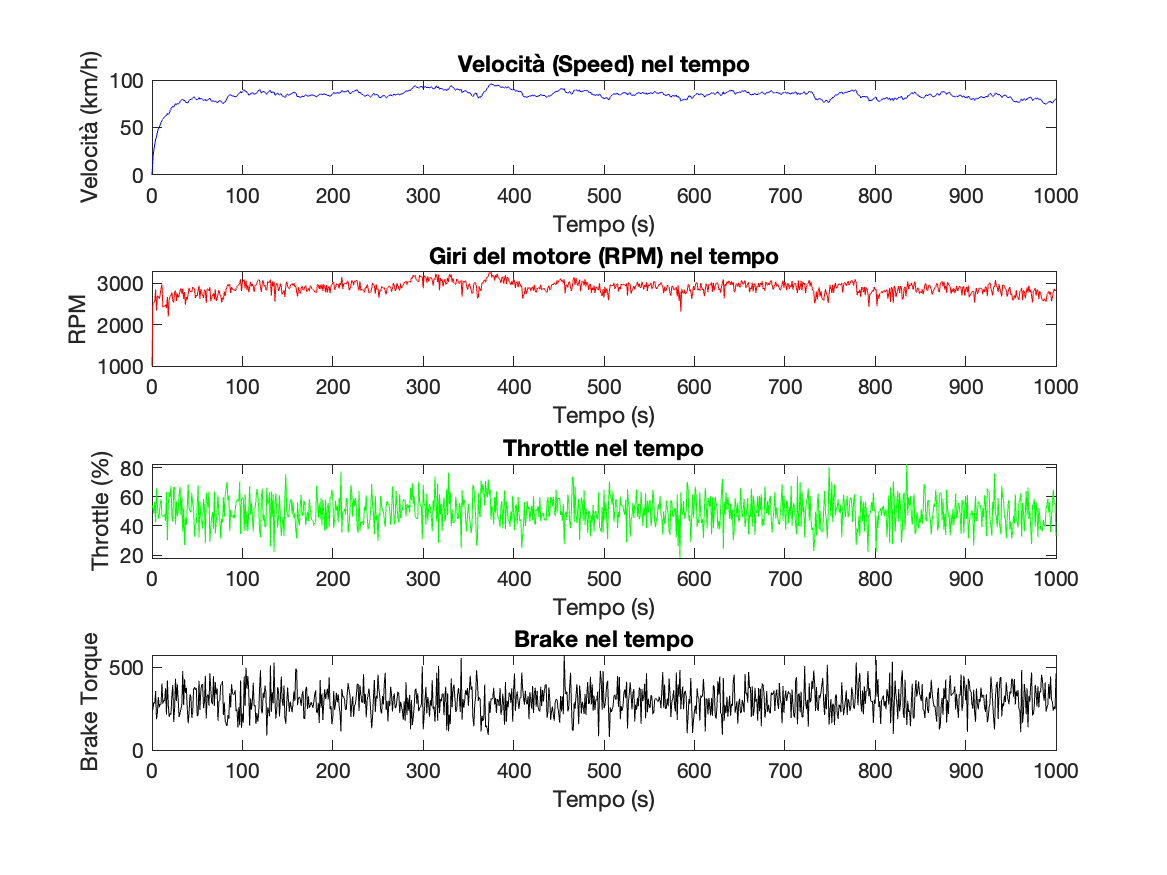 Velocità (Speed) nel tempo
Velocità (km/h)
100
50
0
0 100 200 300 400 500 600 700 800 900 1000
Tempo (s)
Giri del motore (RPM) nel tempo
RPM
3000
2000
1000
0 100 200 300 400 500 600 700 800 900 1000
Tempo (s)
Throttle nel tempo
Throttle (%)
80
60
40
20
0 100 200 300 400 500 600 700 800 900 1000
Tempo (s)
Brake nel tempo
Brake Torque
500
0
0 100 200 300 400 500 600 700 800 900 1000
Tempo (s)